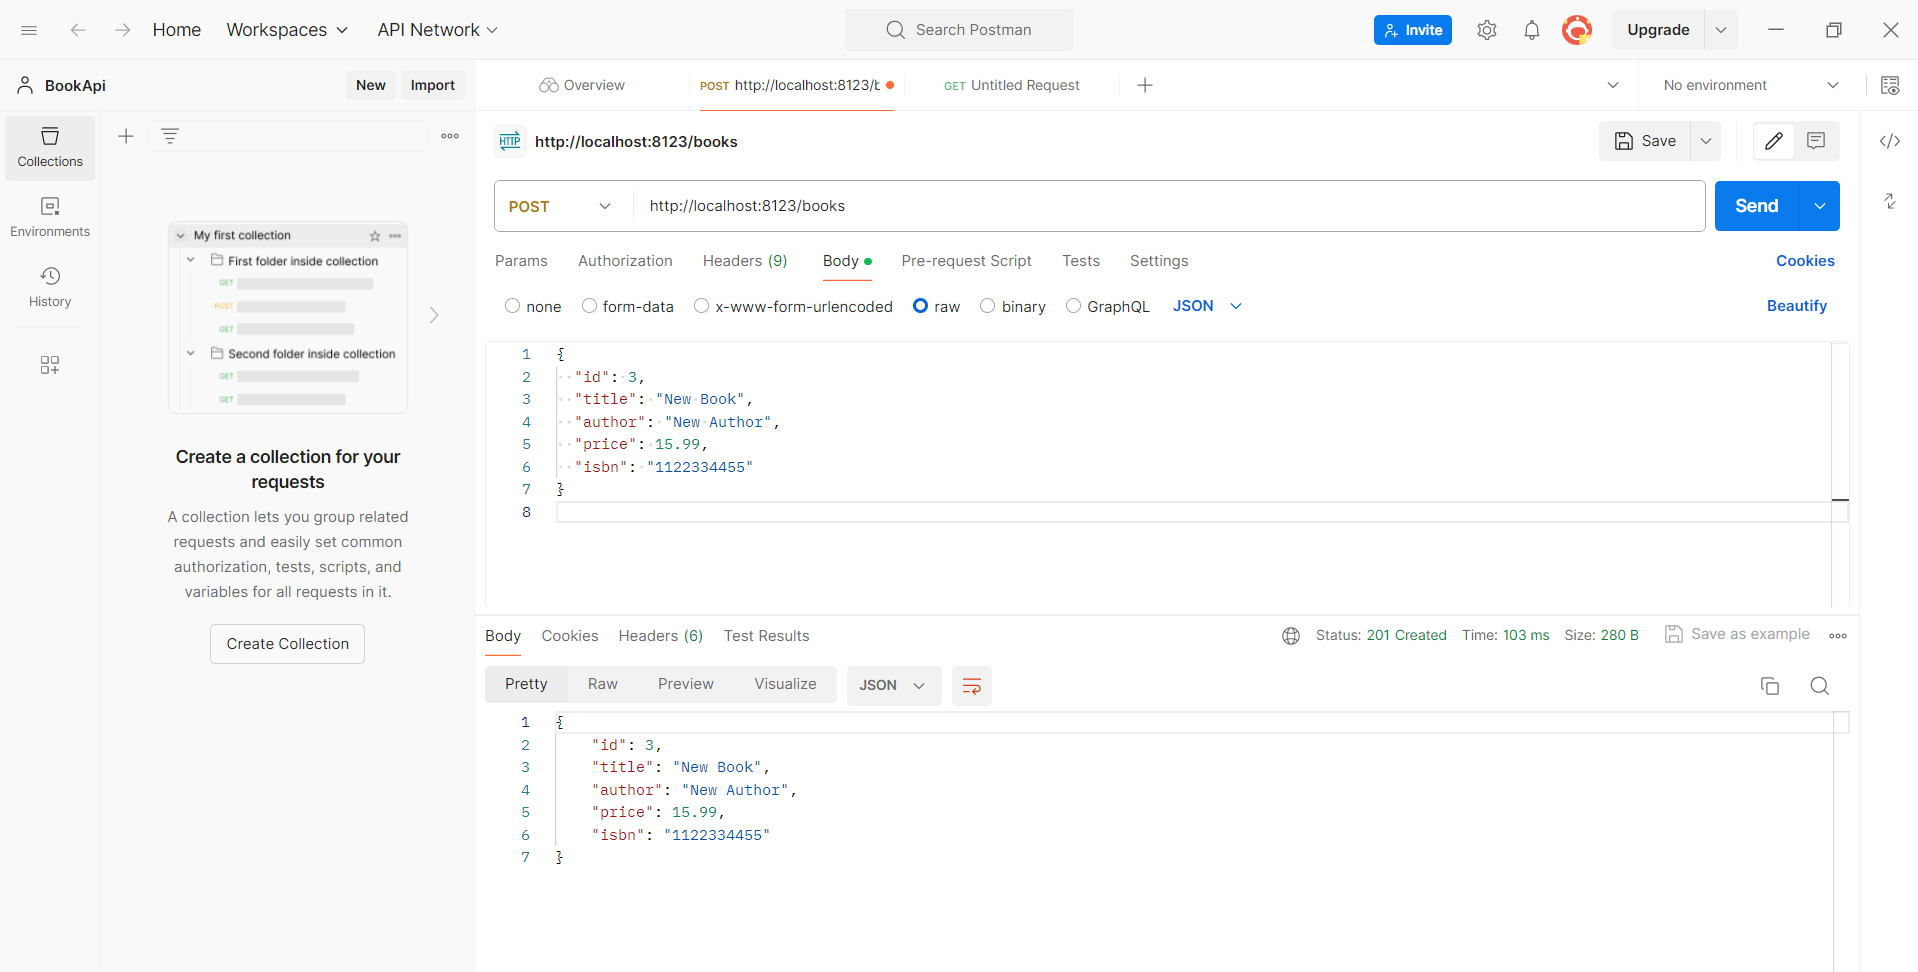 Home Workspaces API Network Search Postman Invite Upgrade
BookApi New Import
Overview POST http://localhost:8123/b GET Untitled Request No environment
Collections
Environments
History
My first collection
First folder inside collection
GET
POST
GET
Second folder inside collection
GET
GET
Create a collection for your
requests
A collection lets you group related
requests and easily set common
authorization, tests, scripts, and
variables for all requests in it.
Create Collection
HTTP http://localhost:8123/books Save
POST http://localhost:8123/books Send
Params Authorization Headers (9) Body Pre-request Script Tests Settings Cookies
none form-data x-www-form-urlencoded raw binary GraphQL JSON Beautify
1 {
2 "id": 3,
3 "title": "New Book",
4 "author": "New Author",
5 "price": 15.99,
6 "isbn": "1122334455"
7 }
8
Body Cookies Headers (6) Test Results Status: 201 Created Time: 103 ms Size: 280 B Save as example
Pretty Raw Preview Visualize JSON
1 {
2 "id": 3,
3 "title": "New Book",
4 "author": "New Author",
5 "price": 15.99,
6 "isbn": "1122334455"
7 }